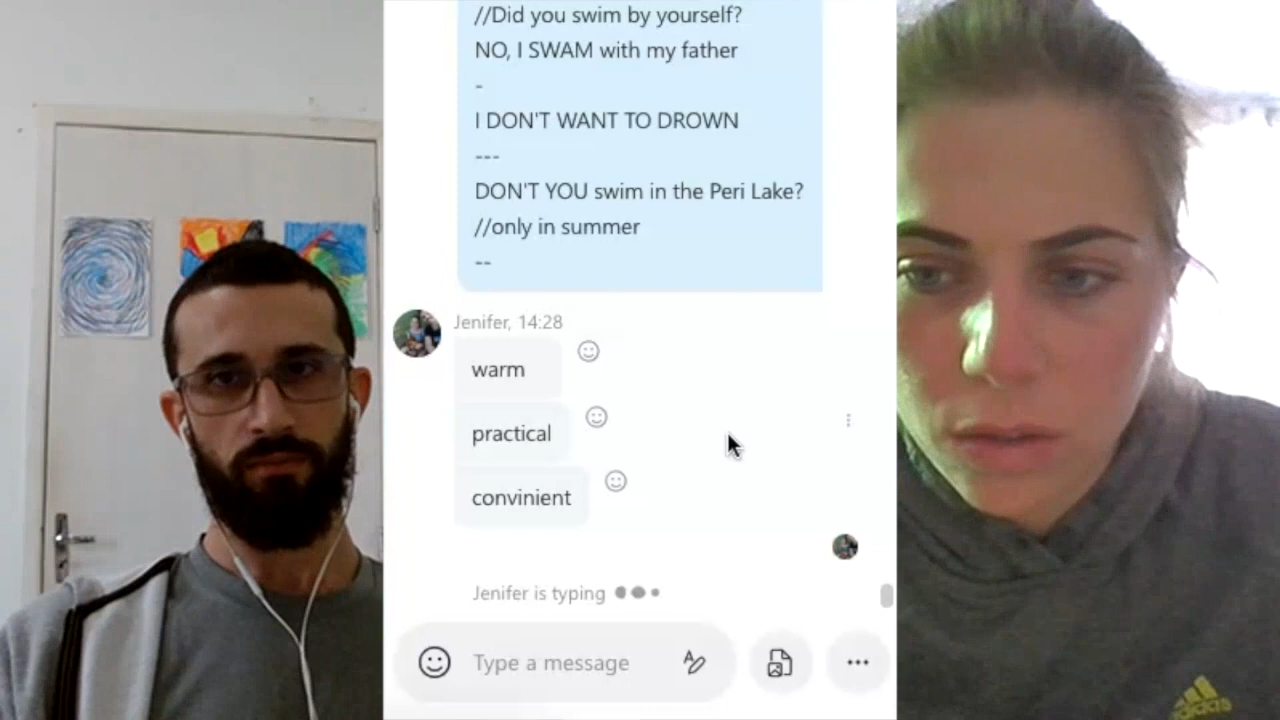 //Did you swim by yourself?
NO, I SWAM with my father
-
I DON'T WANT TO DROWN
---
DON'T YOU swim in the Peri Lake?
//only in summer
--
Jenifer, 14:28
warm
practical
convinient
Jenifer is typing
Type a message
adidas